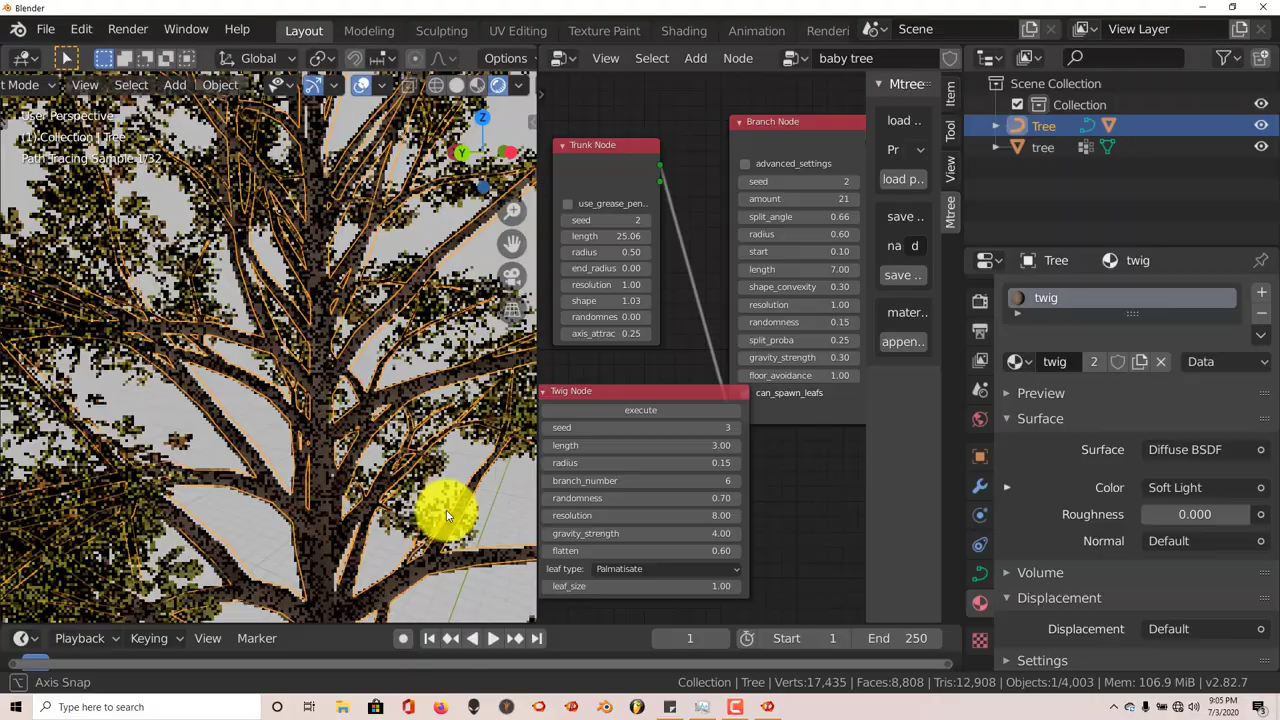 Blender
File Edit Render Window Help Layout Modeling Sculpting UV Editing Texture Paint Shading Animation Renderi Scene View Layer
Global Options View Select Add Node baby tree
t Mode View Select Add Object
User Perspective
(1) Collection | Tree
Path Tracing Sample 1/32
Z
Y
Trunk Node
use_grease_pen..
seed 2
length 25.06
radius 0.50
end_radius 0.00
resolution 1.00
shape 1.03
randomnes 0.00
axis_attrac 0.25
Branch Node
advanced_settings
seed 2
amount 21
split_angle 0.66
radius 0.60
start 0.10
length 7.00
shape_convexity 0.30
resolution 1.00
randomness 0.15
split_proba 0.25
gravity_strength 0.30
floor_avoidance 1.00
can_spawn_leafs
Twig Node
execute
seed 3
length 3.00
radius 0.15
branch_number 6
randomness 0.70
resolution 8.00
gravity_strength 4.00
flatten 0.60
leaf type: Palmatisate
leaf_size 1.00
Mtree
load ..
Pr
load p..
save ..
na d
save ..
mater..
appen..
Item
Tool
View
Mtree
Scene Collection
Collection
Tree
tree
Tree twig
twig
twig 2 Data
Preview
Surface
Surface Diffuse BSDF
Color Soft Light
Roughness 0.000
Normal Default
Volume
Displacement
Displacement Default
Settings
Playback Keying View Marker 1 Start 1 End 250
Axis Snap Collection | Tree | Verts:17,435 | Faces:8,808 | Tris:12,908 | Objects:1/4,003 | Mem: 106.9 MiB | v2.82.7
Type here to search
9:05 PM
7/3/2020
3